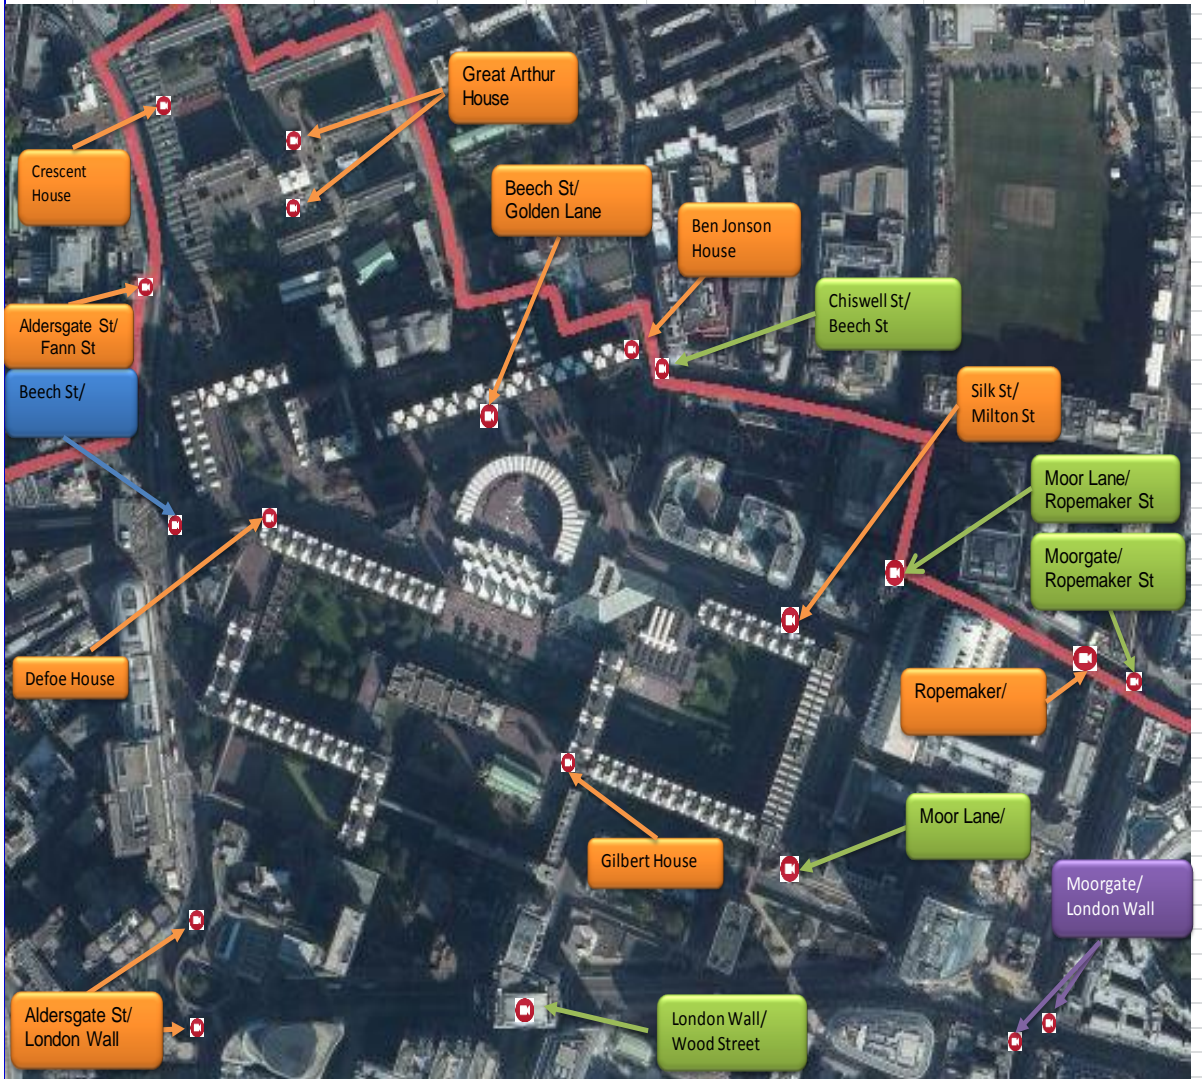 Great Arthur
House
Crescent
House
Beech St/
Golden Lane
Ben Jonson
House
Aldersgate St/
Fann St
Chiswell St/
Beech St
Beech St/
Silk St/
Milton St
Moor Lane/
Ropemaker St
Moorgate/
Ropemaker St
Defoe House
Ropemaker/
Moor Lane/
Gilbert House
Moorgate/
London Wall
Aldersgate St/
London Wall
London Wall/
Wood Street